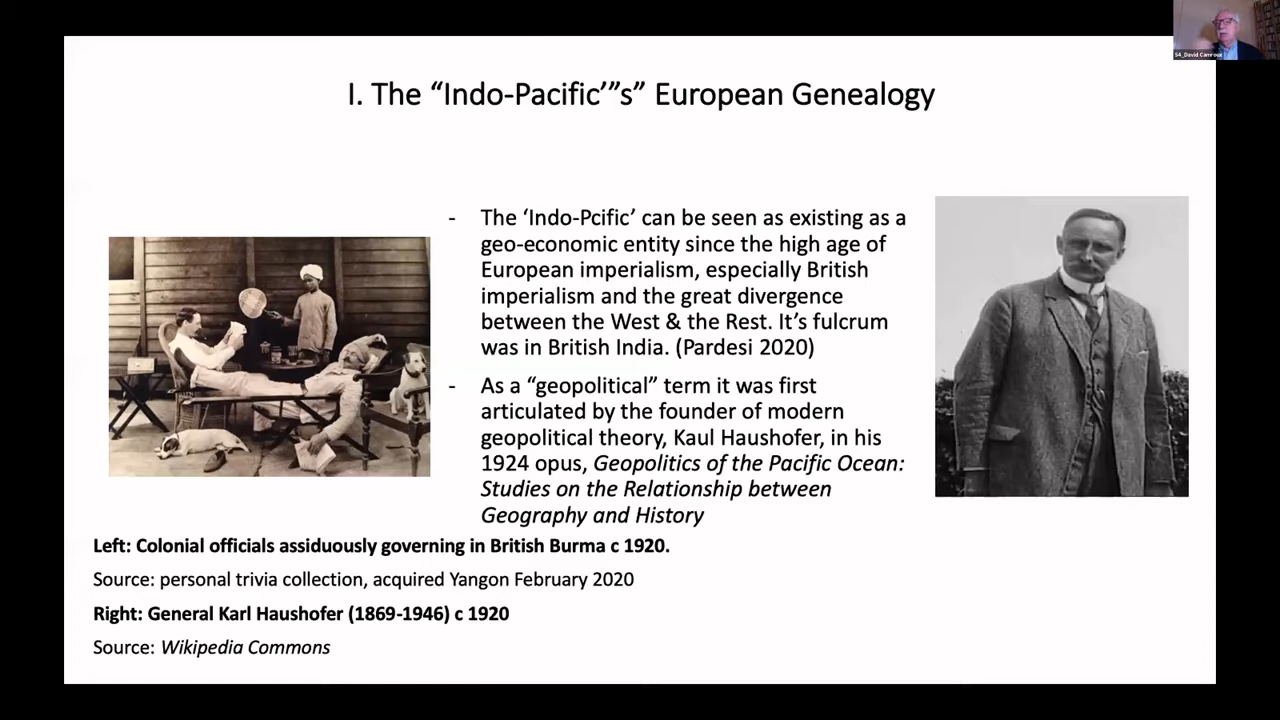 S4_David Camroux
I. The “Indo-Pacific’”s” European Genealogy
- The ‘Indo-Pcific’ can be seen as existing as a
geo-economic entity since the high age of
European imperialism, especially British
imperialism and the great divergence
between the West & the Rest. It’s fulcrum
was in British India. (Pardesi 2020)
- As a “geopolitical” term it was first
articulated by the founder of modern
geopolitical theory, Kaul Haushofer, in his
1924 opus, Geopolitics of the Pacific Ocean:
Studies on the Relationship between
Geography and History
Left: Colonial officials assiduously governing in British Burma c 1920.
Source: personal trivia collection, acquired Yangon February 2020
Right: General Karl Haushofer (1869-1946) c 1920
Source: Wikipedia Commons